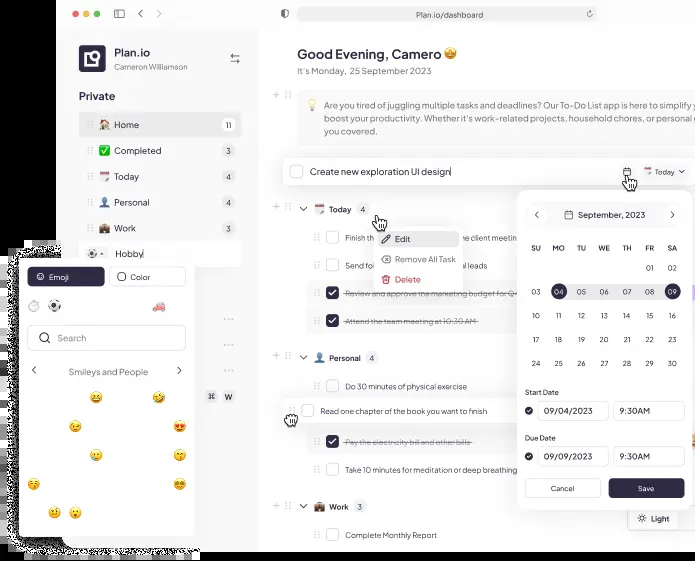 Plan.io/dashboard
Plan.io
Cameron Williamson
Private
Home 11
Completed 3
Today 4
Personal 4
Work 3
Hobby
Emoji
Color
Search
Smileys and People
⌘ W
Good Evening, Camero
It's Monday, 25 September 2023
Are you tired of juggling multiple tasks and deadlines? Our To-Do List app is here to simplify
boost your productivity. Whether it's work-related projects, household chores, or personal
you covered.
Create new exploration UI design
Today
Today 4
Finish th
e client meetin
Send fo
al leads
Review and approve the marketing budget for Q4
Attend the team meeting at 10:30 AM
Edit
Remove All Task
Delete
Personal 4
Do 30 minutes of physical exercise
Read one chapter of the book you want to finish
Pay the electricity bill and other bills
Take 10 minutes for meditation or deep breathing
Work 3
Complete Monthly Report
September, 2023
SU MO TU WE TH FR SA
01 02
03 04 05 06 07 08 09
10 11 12 13 14 15 16
17 18 19 20 21 22 23
24 25 26 27 28 29 30
Start Date
09/04/2023 9:30AM
Due Date
09/09/2023 9:30AM
Cancel
Save
Light